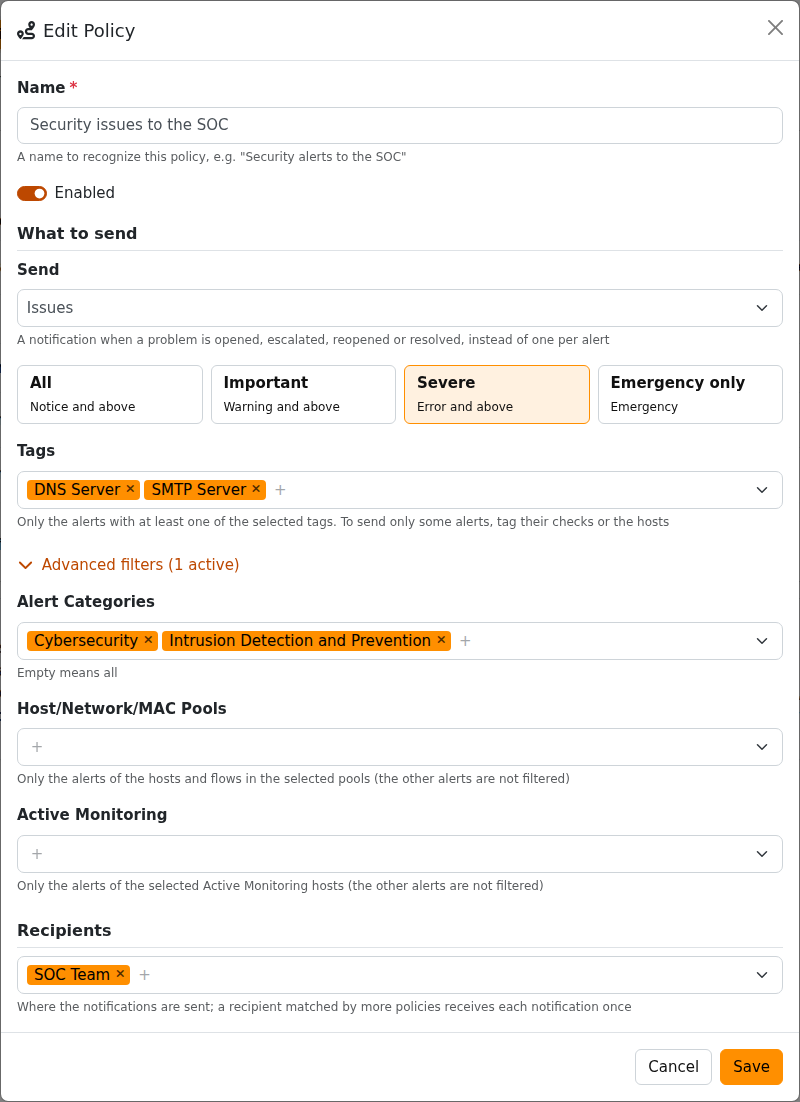 Edit Policy
Name *
Security issues to the SOC
A name to recognize this policy, e.g. "Security alerts to the SOC"
Enabled
What to send
Send
Issues
A notification when a problem is opened, escalated, reopened or resolved, instead of one per alert
All Important Severe Emergency only
Notice and above Warning and above Error and above Emergency
Tags
DNS Server × SMTP Server × +
Only the alerts with at least one of the selected tags. To send only some alerts, tag their checks or the hosts
Advanced filters (1 active)
Alert Categories
Cybersecurity × Intrusion Detection and Prevention × +
Empty means all
Host/Network/MAC Pools
+
Only the alerts of the hosts and flows in the selected pools (the other alerts are not filtered)
Active Monitoring
+
Only the alerts of the selected Active Monitoring hosts (the other alerts are not filtered)
Recipients
SOC Team × +
Where the notifications are sent; a recipient matched by more policies receives each notification once
Cancel Save